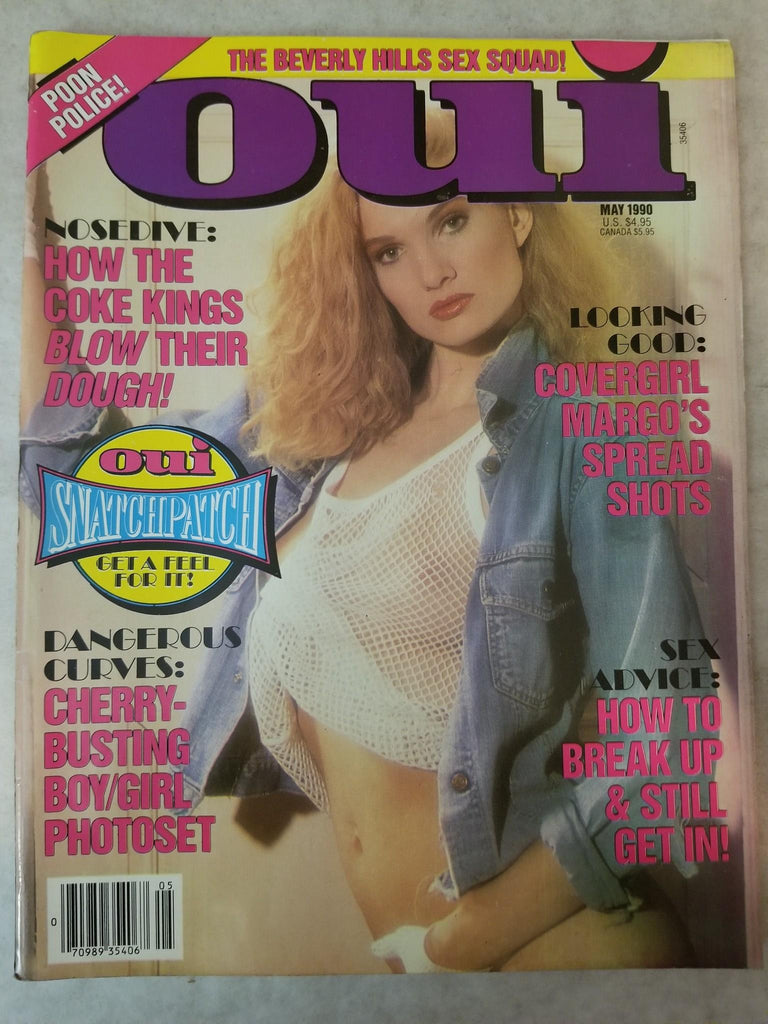 THE BEVERLY HILLS SEX SQUAD!
POON
POLICE!
oui
35406
MAY 1990
U.S. $4.95
CANADA $5.95
NOSEDIVE:
HOW THE
COKE KINGS
BLOW THEIR
DOUGH!
LOOKING
GOOD:
COVERGIRL
MARGO'S
SPREAD
SHOTS
oui
SNATCHPATCH
GET A FEEL
FOR IT!
DANGEROUS
CURVES:
CHERRY-
BUSTING
BOY/GIRL
PHOTOSET
SEX
ADVICE:
HOW TO
BREAK UP
& STILL
GET IN!
05
0
70989 35406